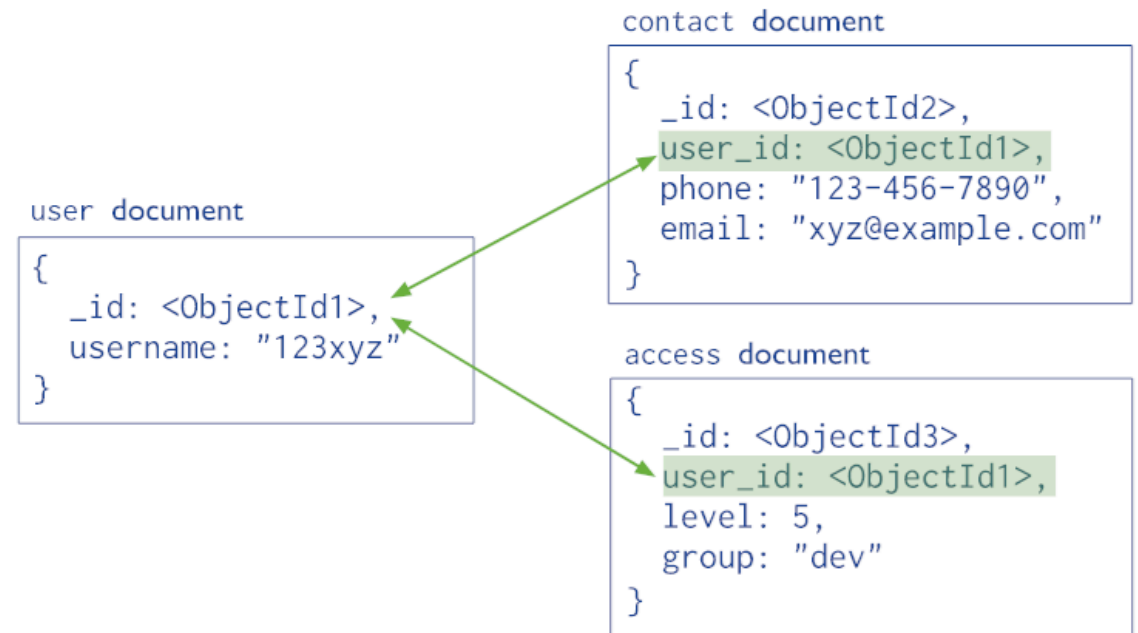 contact document
{
_id: <ObjectId2>,
user_id: <ObjectId1>,
phone: "123-456-7890",
email: "xyz@example.com"
}
user document
{
_id: <ObjectId1>,
username: "123xyz"
}
access document
{
_id: <ObjectId3>,
user_id: <ObjectId1>,
level: 5,
group: "dev"
}